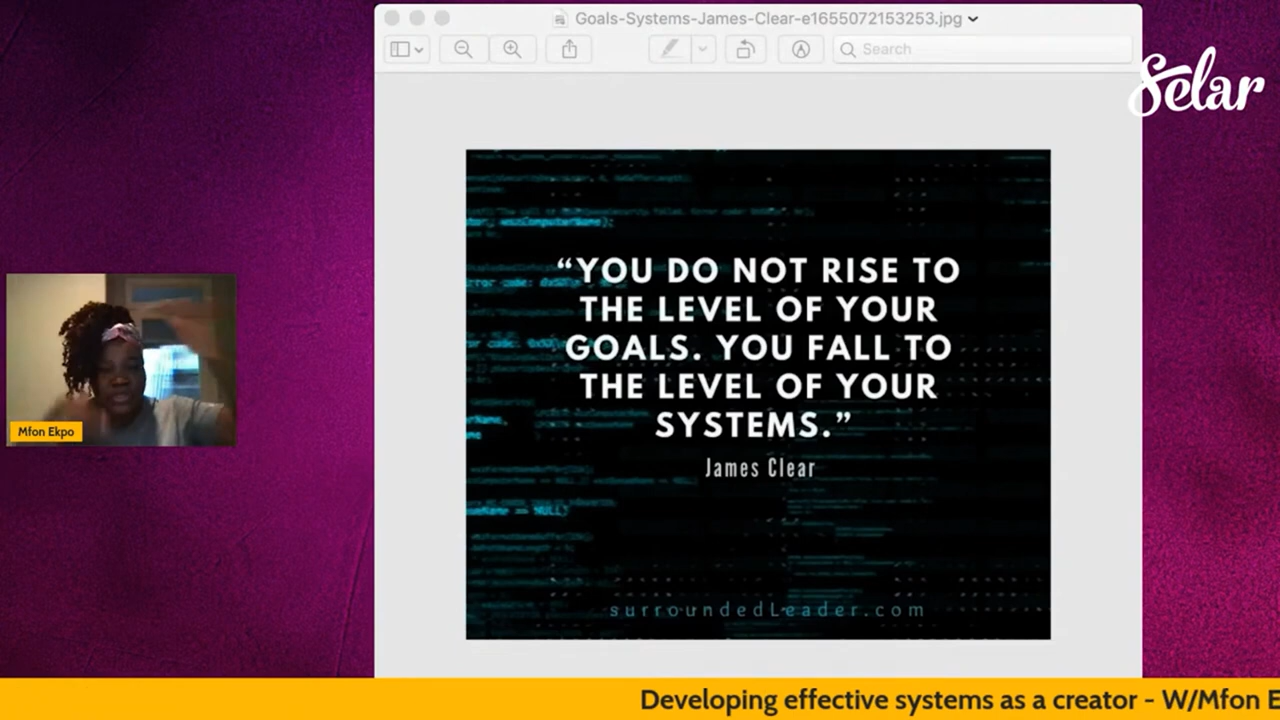 Goals-Systems-James-Clear-e1655072153253.jpg
Search
Selar
“YOU DO NOT RISE TO
THE LEVEL OF YOUR
GOALS. YOU FALL TO
THE LEVEL OF YOUR
SYSTEMS.”
James Clear
== NULL)
surroundedLeader.com
Mfon Ekpo
Developing effective systems as a creator - W/Mfon E